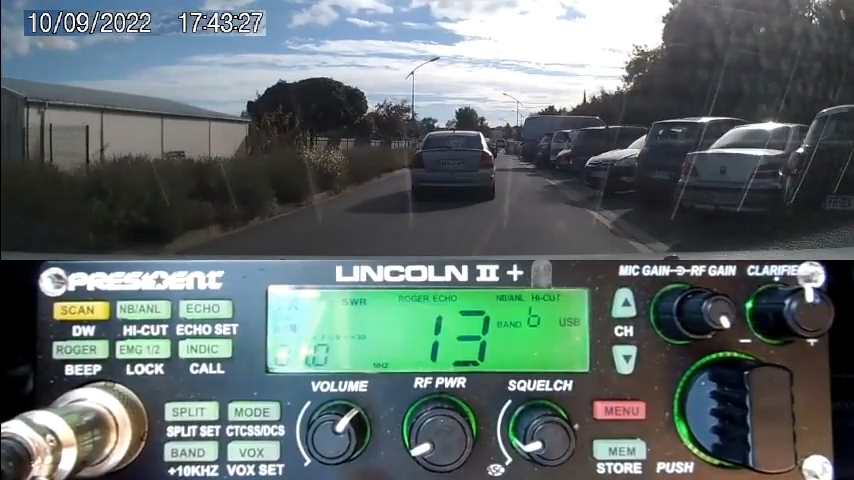 10/09/2022 17:43:27
PRESIDENT
LINCOLN II +
MIC GAIN RF GAIN CLARIFIER
SCAN NB/ANL ECHO
DW HI-CUT ECHO SET
ROGER EMG 1/2 INDIC
BEEP LOCK CALL
SWR ROGER ECHO NB/ANL HI-CUT
13 BAND 6 USB
MHZ
CH
VOLUME RF PWR SQUELCH
SPLIT MODE
SPLIT SET CTCSS/DCS
BAND VOX
+10KHZ VOX SET
MENU
MEM
STORE PUSH
- +